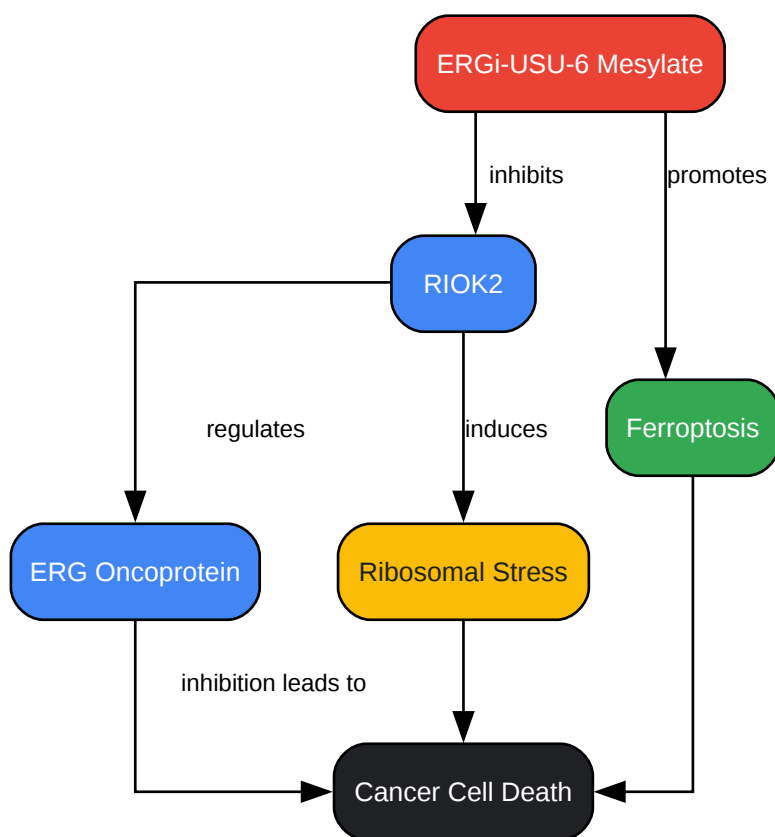 ERGi-USU-6 Mesylate
inhibits
promotes
RIOK2
regulates
induces
Ferroptosis
ERG Oncoprotein
Ribosomal Stress
inhibition leads to
Cancer Cell Death